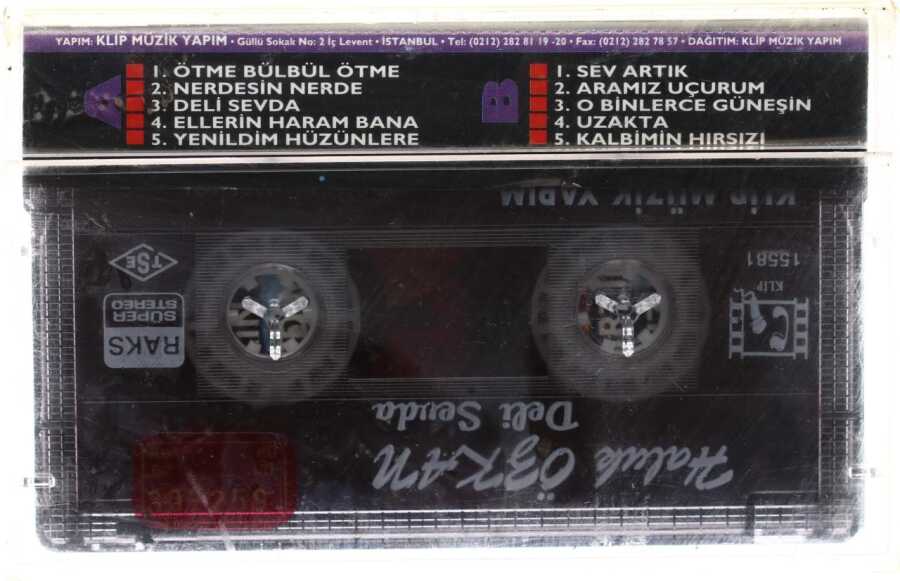 YAPIM: KLİP MÜZİK YAPIM • Güllü Sokak No: 2 İç Levent • İSTANBUL • Tel: (0212) 282 81 19 -20 • Fax: (0212) 282 78 57 • DAĞITIM: KLİP MÜZİK YAPIM
A
1. ÖTME BÜLBÜL ÖTME
2. NERDESİN NERDE
3. DELİ SEVDA
4. ELLERİN HARAM BANA
5. YENİLDİM HÜZÜNLERE
B
1. SEV ARTIK
2. ARAMIZ UÇURUM
3. O BİNLERCE GÜNEŞİN
4. UZAKTA
5. KALBİMİN HIRSIZI
KLİP MÜZİK YAPIM
15581
KLİP
TSE
SÜPER
STEREO
RAKS
Deli Sevda
Haluk ÖZKAN